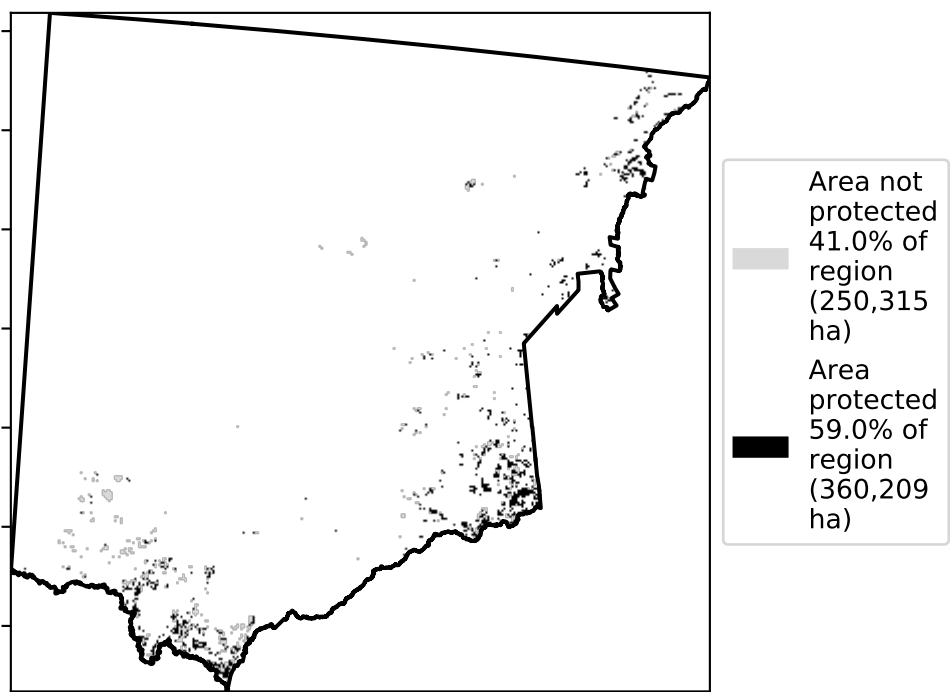 Area not
protected
41.0% of
region
(250,315
ha)
Area
protected
59.0% of
region
(360,209
ha)